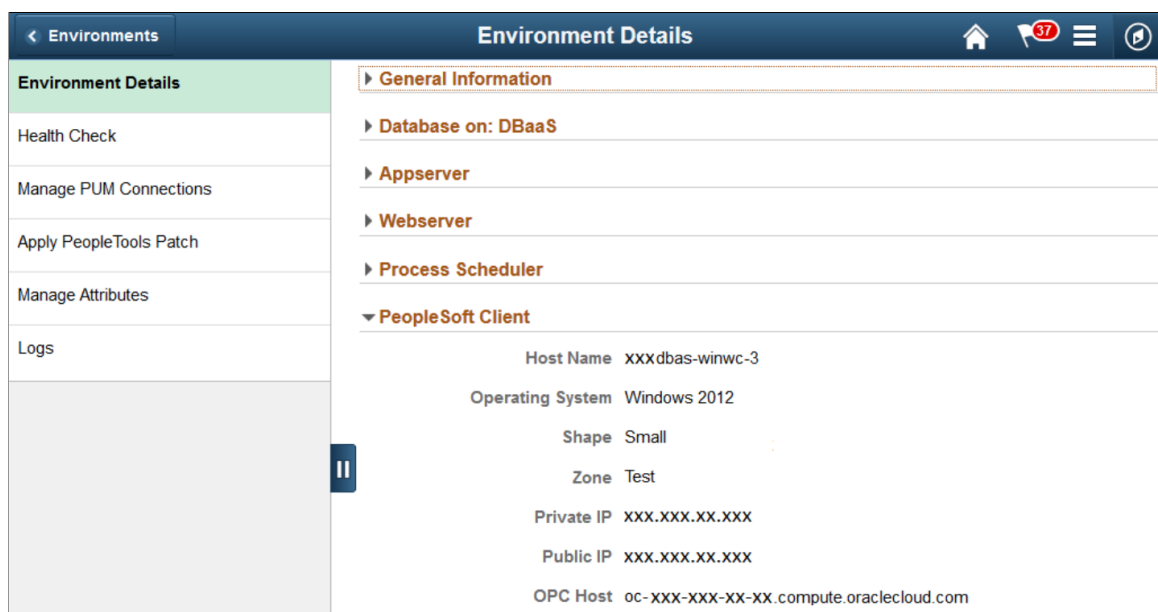 Environments
Environment Details
37
Environment Details
Health Check
Manage PUM Connections
Apply PeopleTools Patch
Manage Attributes
Logs
General Information
Database on: DBaaS
Appserver
Webserver
Process Scheduler
PeopleSoft Client
Host Name xxxdbas-winwc-3
Operating System Windows 2012
Shape Small
Zone Test
Private IP xxx.xxx.xx.xxx
Public IP xxx.xxx.xx.xxx
OPC Host oc-xxx-xxx-xx-xx.compute.oraclecloud.com